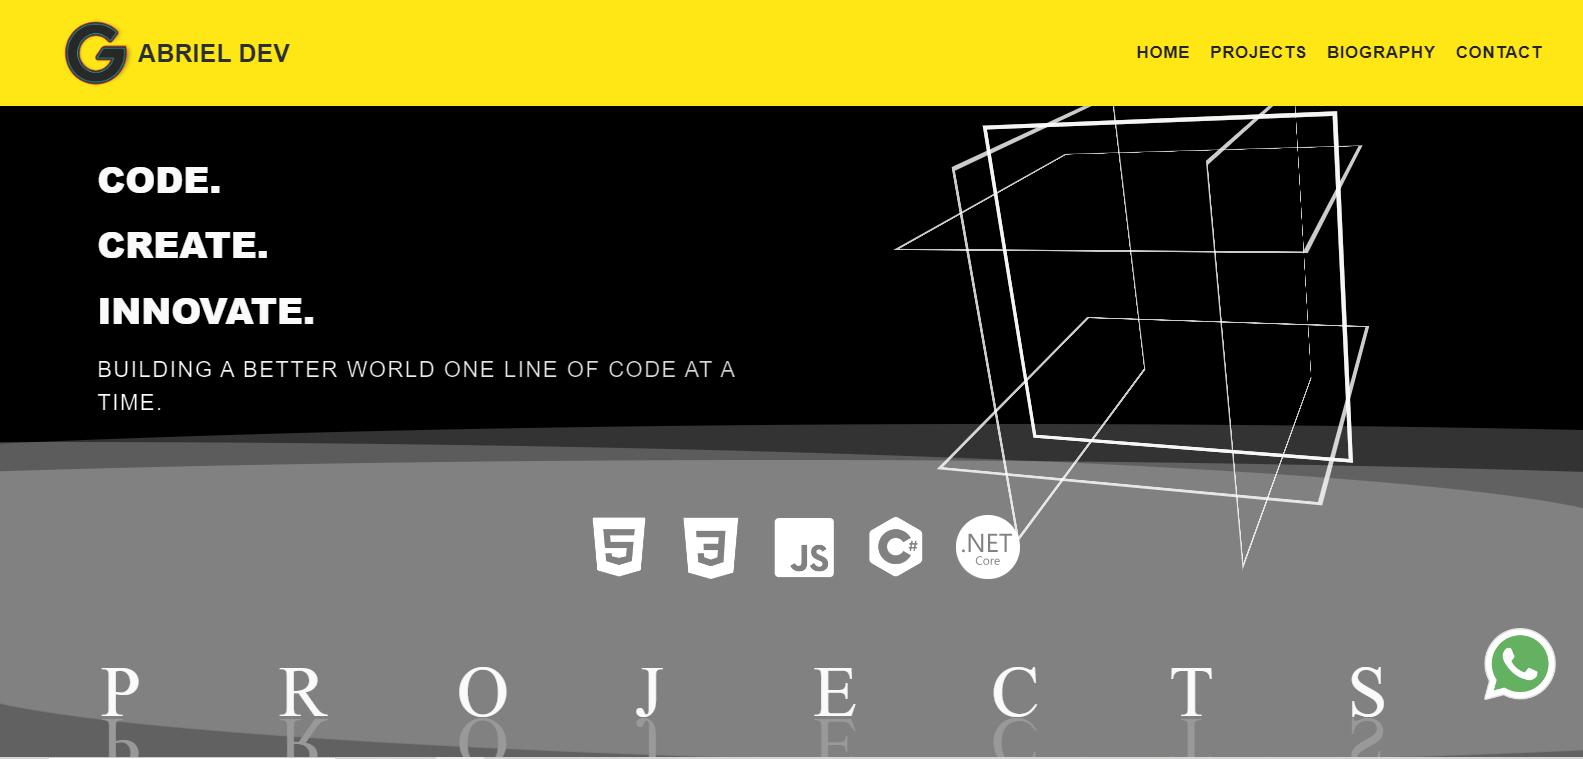 G ABRIEL DEV
HOME PROJECTS BIOGRAPHY CONTACT
CODE.
CREATE.
INNOVATE.
BUILDING A BETTER WORLD ONE LINE OF CODE AT A
TIME.
5 3 JS C# .NET
Core
P R O J E C T S